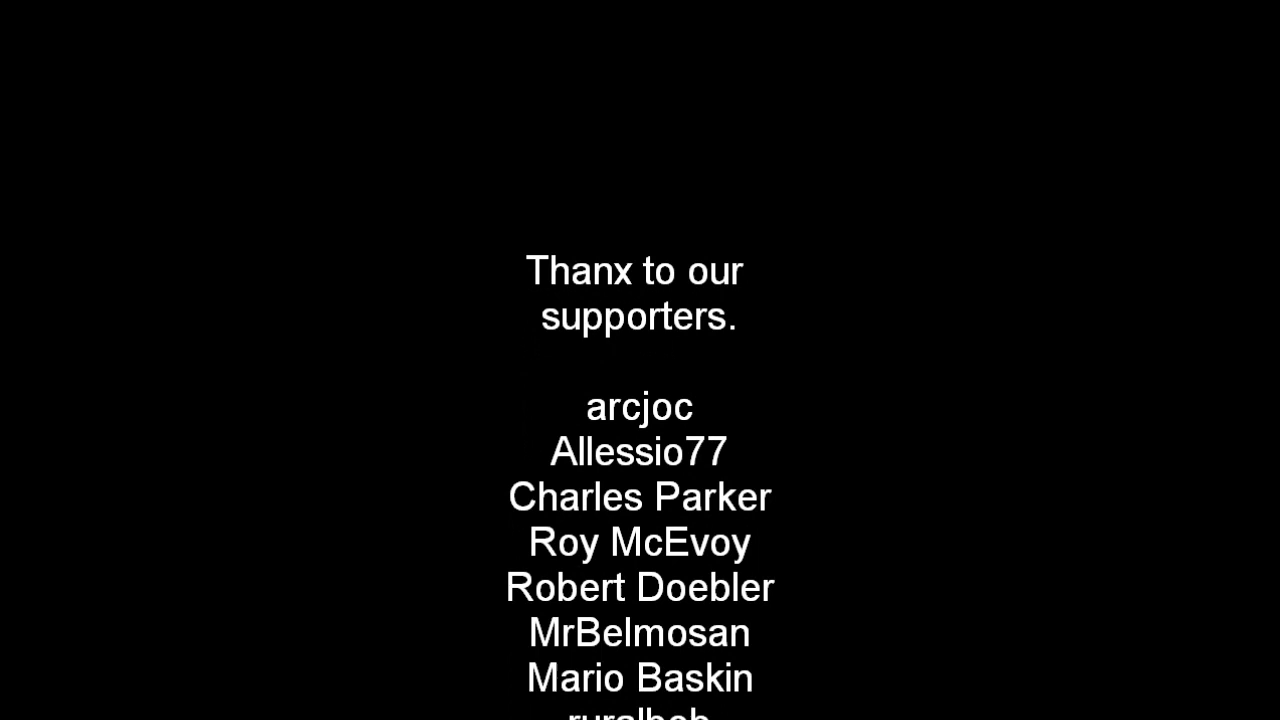 Thanx to our
supporters.
arcjoc
Allessio77
Charles Parker
Roy McEvoy
Robert Doebler
MrBelmosan
Mario Baskin